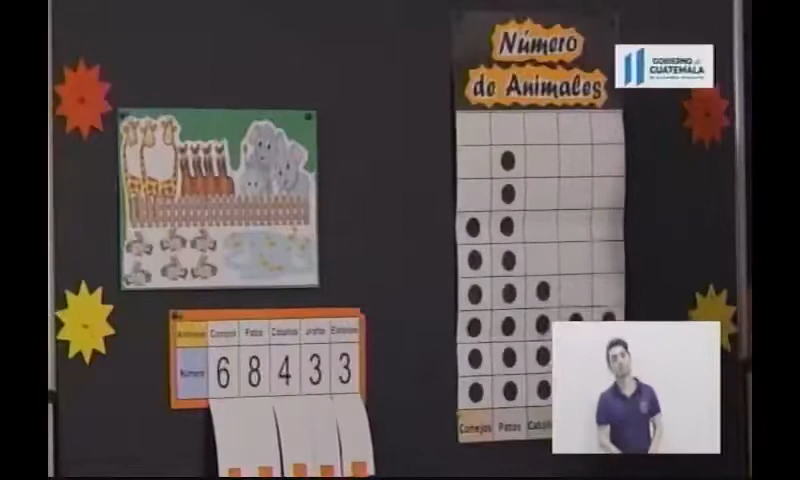 Número
de Animales
GOBIERNO de
GUATEMALA
Animales Conejos Patos Caballos Jirafas Elefantes
Número 6 8 4 3 3
Conejos Patos